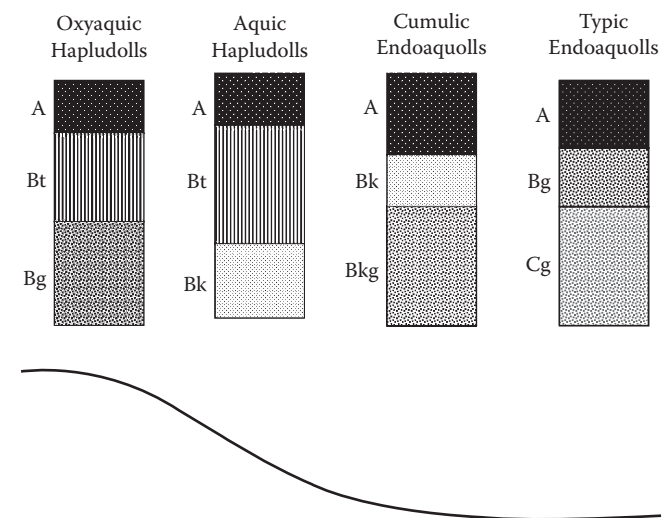 Oxyaquic
Hapludolls
Aquic
Hapludolls
Cumulic
Endoaquolls
Typic
Endoaquolls
A
Bt
Bg
A
Bt
Bk
A
Bk
Bkg
A
Bg
Cg